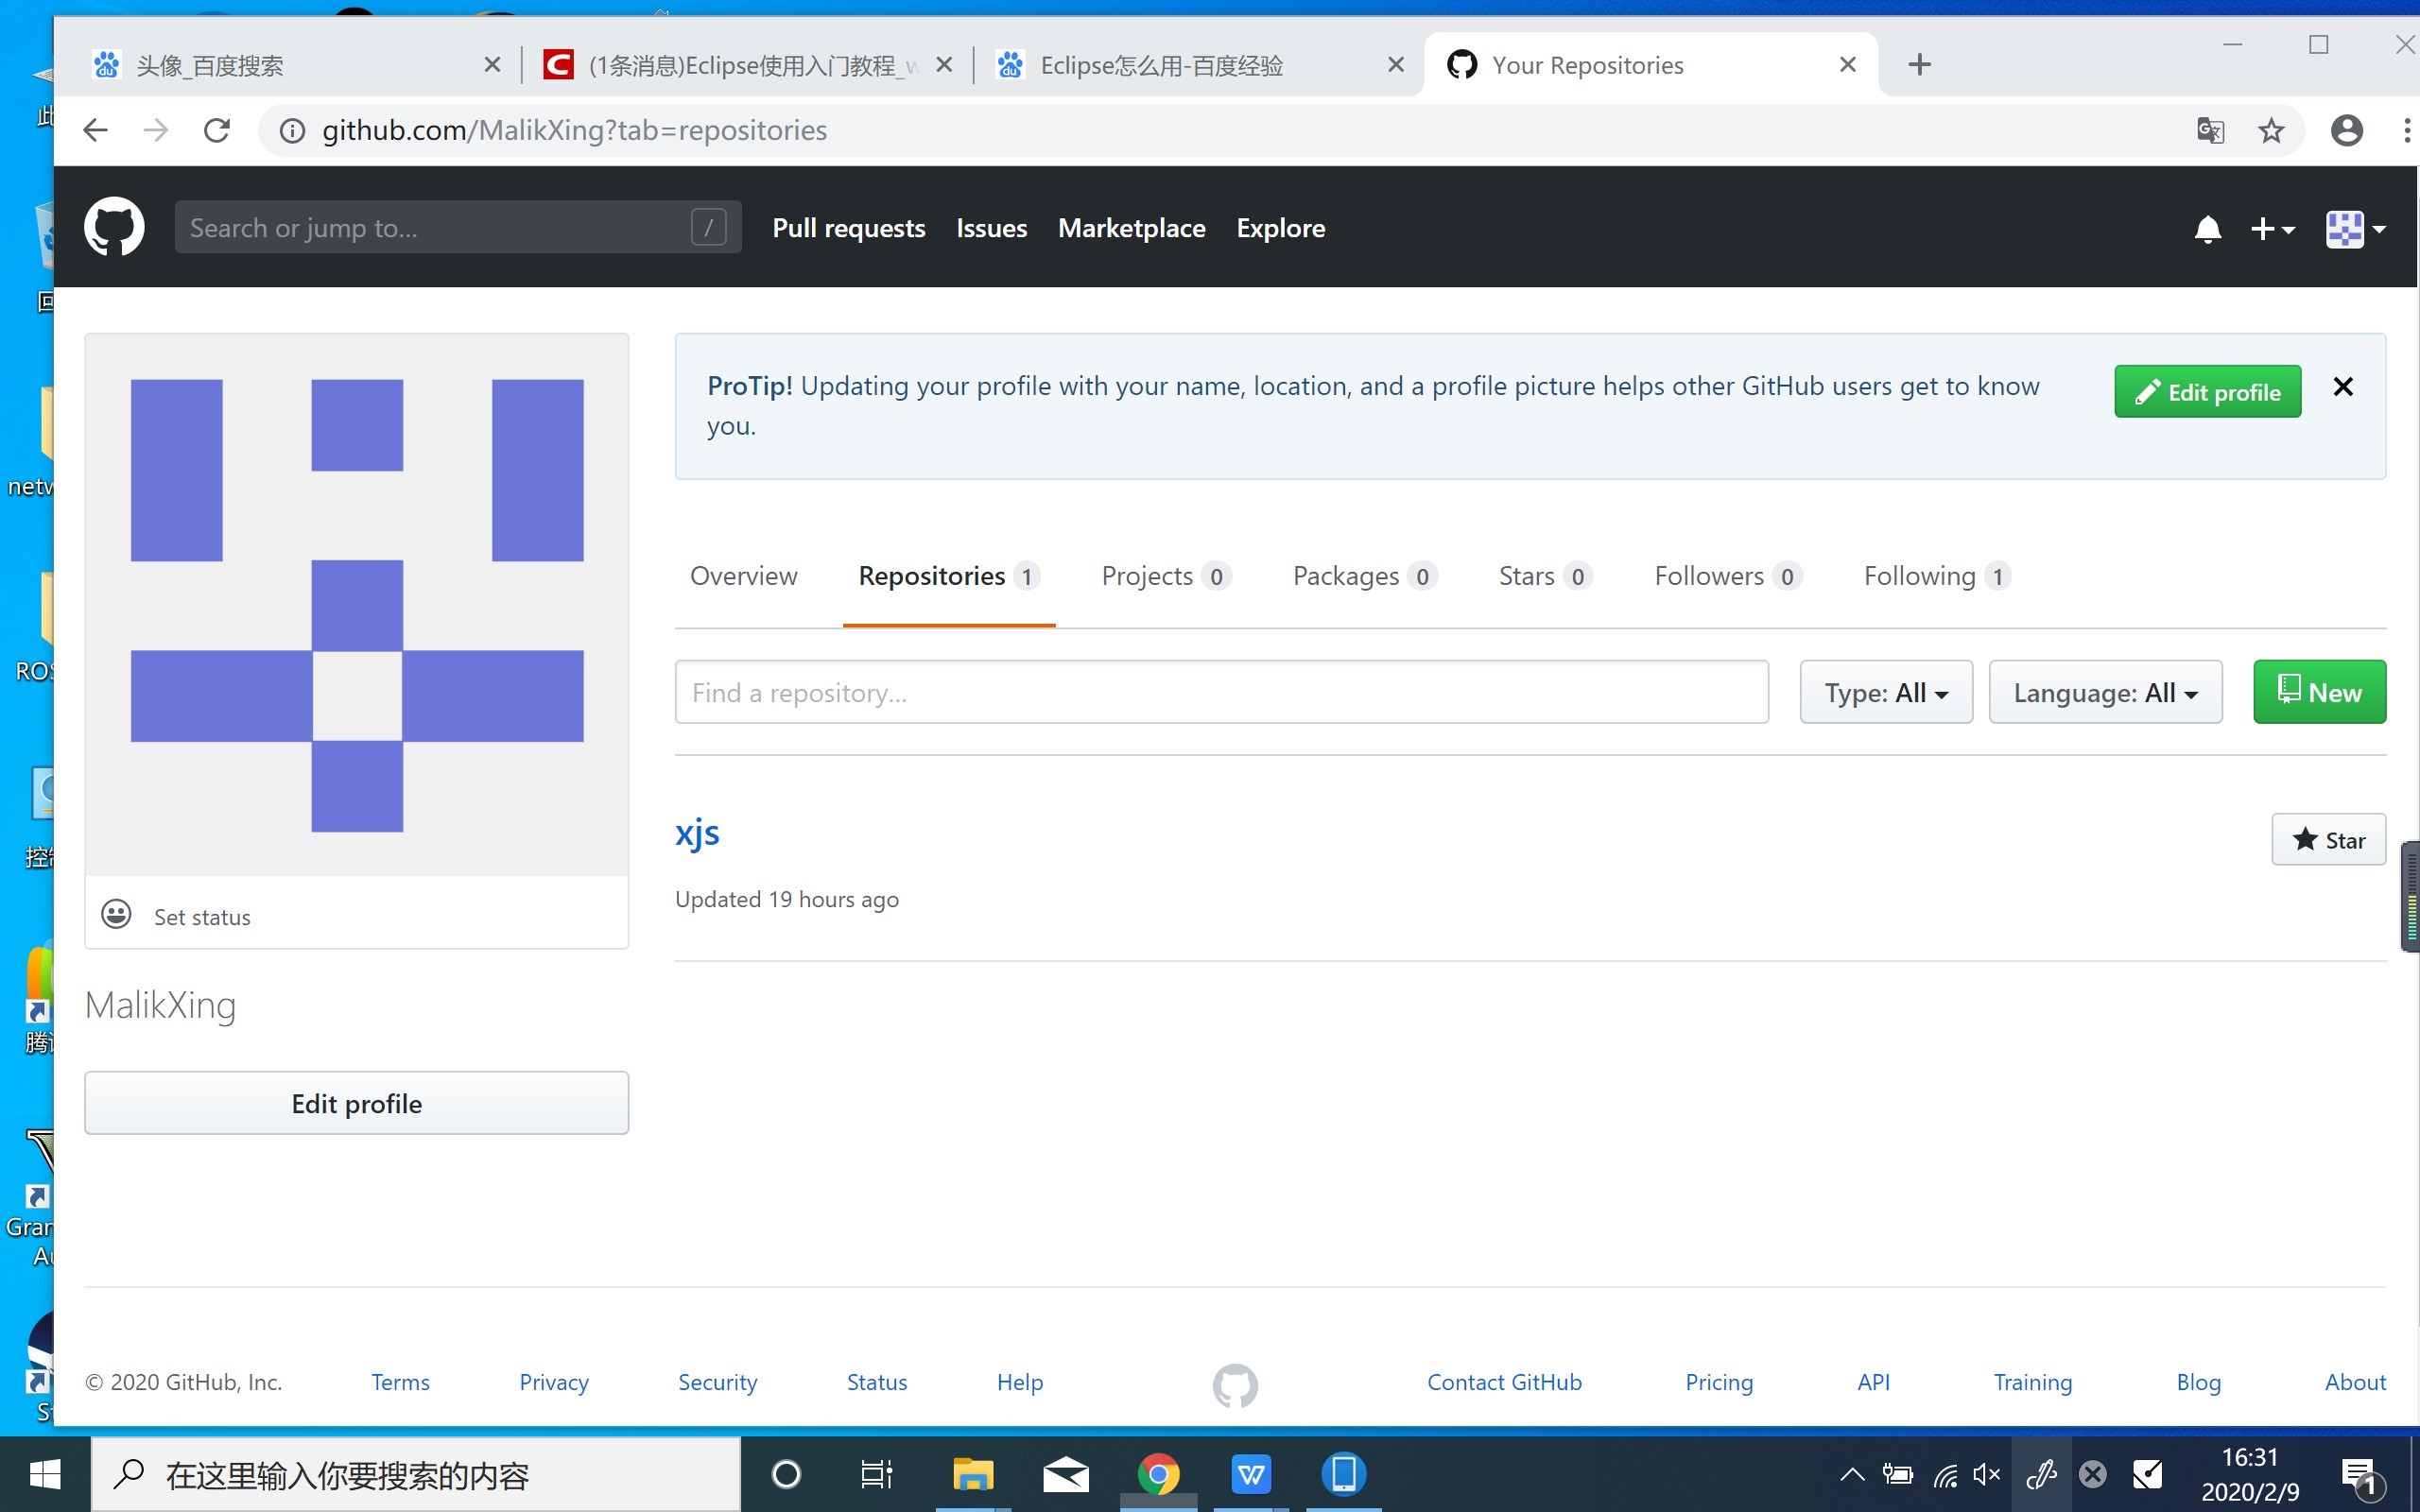 头像_百度搜索
(1条消息)Eclipse使用入门教程_w
Eclipse怎么用-百度经验
Your Repositories
github.com/MalikXing?tab=repositories
Search or jump to...
/
Pull requests
Issues
Marketplace
Explore
ProTip! Updating your profile with your name, location, and a profile picture helps other GitHub users get to know
you.
Edit profile
Overview
Repositories 1
Projects 0
Packages 0
Stars 0
Followers 0
Following 1
Find a repository...
Type: All
Language: All
New
xjs
Star
Updated 19 hours ago
Set status
MalikXing
Edit profile
© 2020 GitHub, Inc.
Terms
Privacy
Security
Status
Help
Contact GitHub
Pricing
API
Training
Blog
About
在这里输入你要搜索的内容
16:31
2020/2/9
1